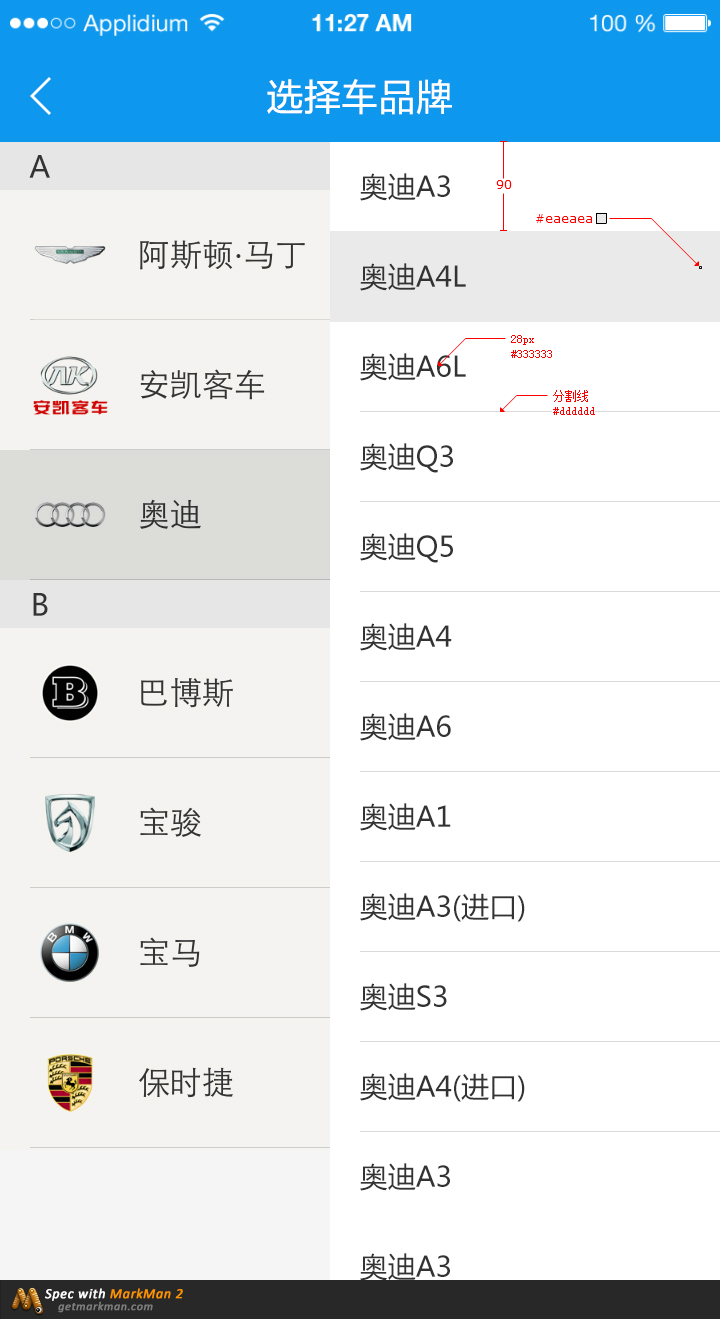 Applidium
11:27 AM
100 %
选择车品牌
A
阿斯顿·马丁
安凯客车
安凯客车
奥迪
B
B
巴博斯
宝骏
BMW
宝马
PORSCHE
保时捷
奥迪A3
90
#eaeaea
奥迪A4L
28px
#333333
奥迪A6L
分割线
#dddddd
奥迪Q3
奥迪Q5
奥迪A4
奥迪A6
奥迪A1
奥迪A3(进口)
奥迪S3
奥迪A4(进口)
奥迪A3
奥迪A3
Spec with MarkMan 2
getmarkman.com